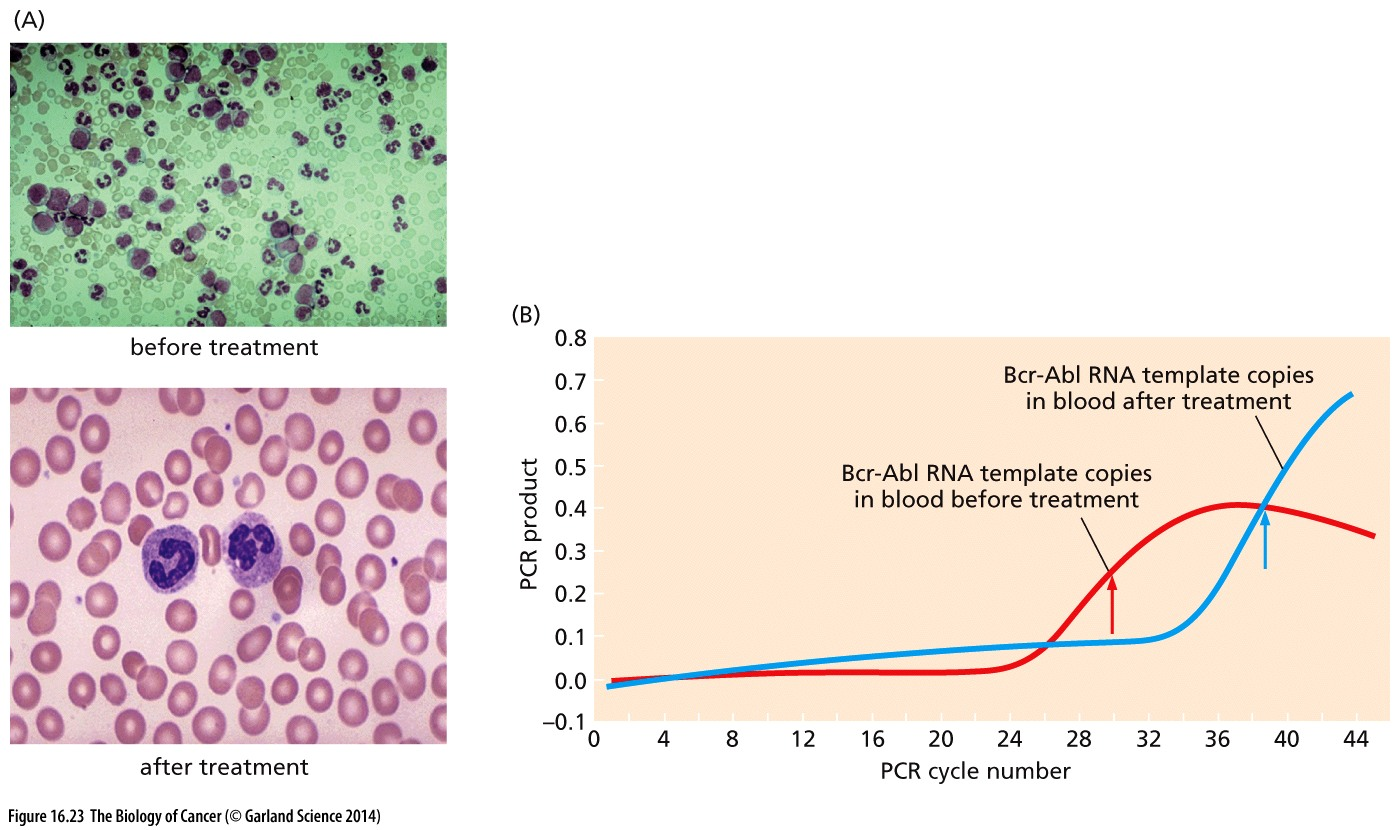 (A)
before treatment
after treatment
(B)
0.8
0.7
0.6
0.5
0.4
0.3
0.2
0.1
0.0
–0.1
PCR product
Bcr-Abl RNA template copies
in blood after treatment
Bcr-Abl RNA template copies
in blood before treatment
0 4 8 12 16 20 24 28 32 36 40 44
PCR cycle number
Figure 16.23 The Biology of Cancer (© Garland Science 2014)